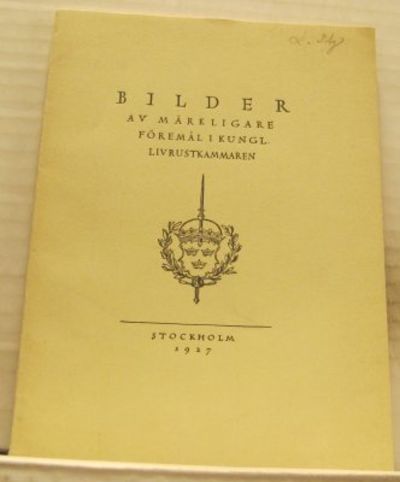 BILDER
AV MÄRKLIGARE
FÖREMÅL I KUNGL.
LIVRUSTKAMMAREN
STOCKHOLM
1927